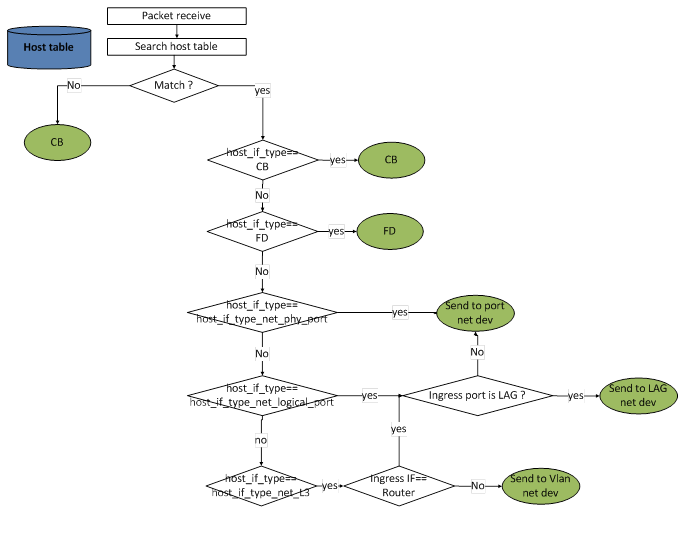 Packet receive
Host table
Search host table
Match ?
No
yes
CB
host_if_type==
CB
yes
CB
No
host_if_type==
FD
yes
FD
No
host_if_type==
host_if_type_net_phy_port
yes
Send to port
net dev
No
No
host_if_type==
host_if_type_net_logical_port
yes
Ingress port is LAG ?
yes
Send to LAG
net dev
no
yes
host_if_type==
host_if_type_net_L3
yes
Ingress IF==
Router
No
Send to Vlan
net dev